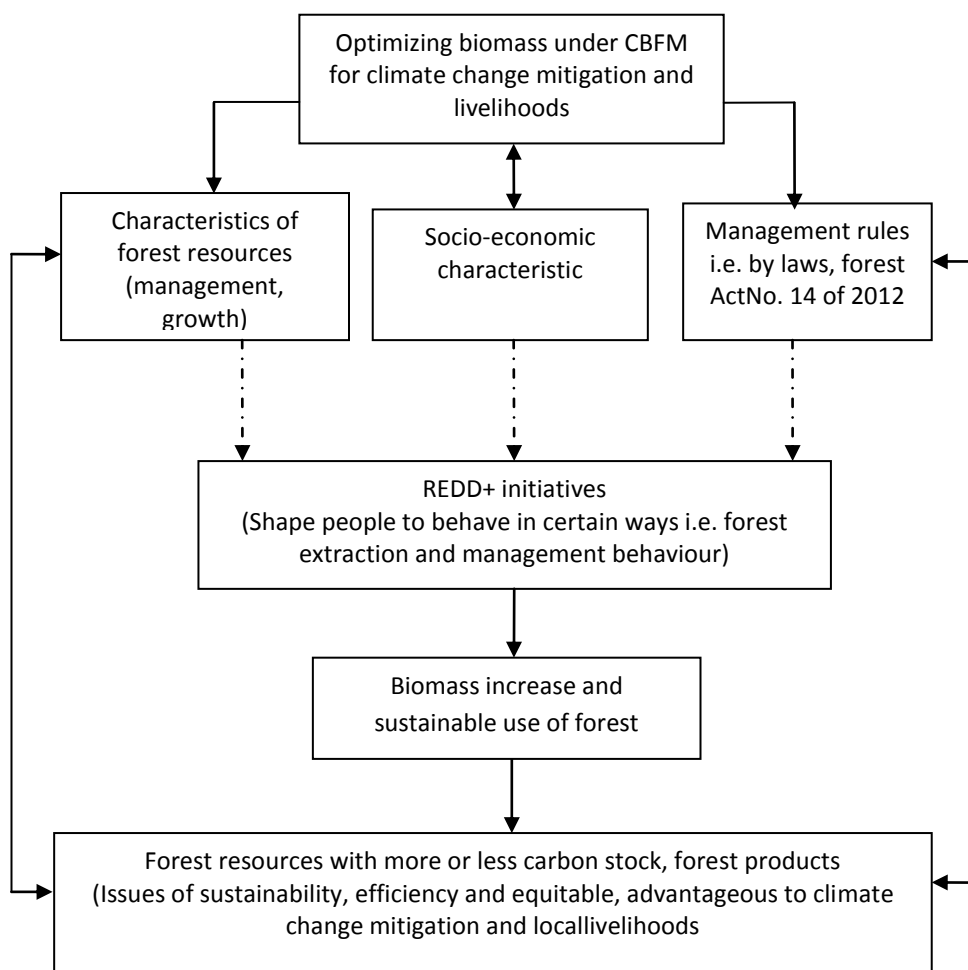 Optimizing biomass under CBFM
for climate change mitigation and
livelihoods
Characteristics of
forest resources
(management,
growth)
Socio-economic
characteristic
Management rules
i.e. by laws, forest
ActNo. 14 of 2012
REDD+ initiatives
(Shape people to behave in certain ways i.e. forest
extraction and management behaviour)
Biomass increase and
sustainable use of forest
Forest resources with more or less carbon stock, forest products
(Issues of sustainability, efficiency and equitable, advantageous to climate
change mitigation and locallivelihoods